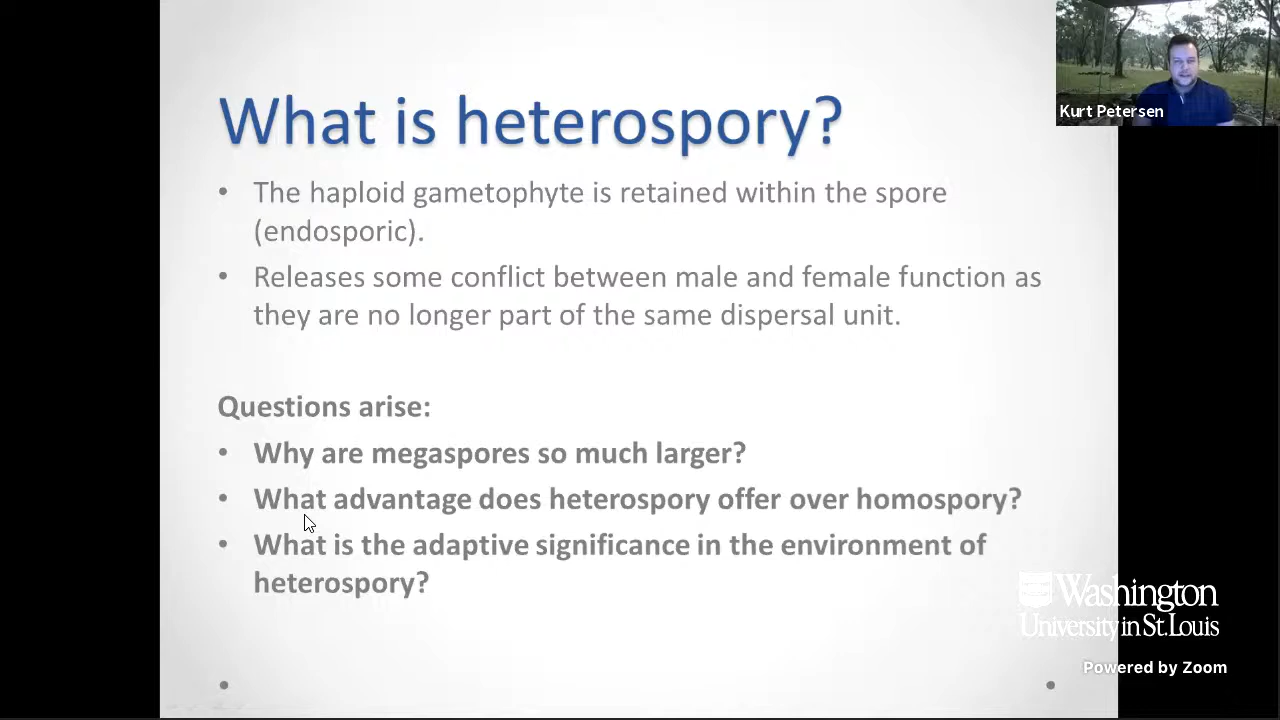 What is heterospory?
Kurt Petersen
• The haploid gametophyte is retained within the spore
(endosporic).
• Releases some conflict between male and female function as
they are no longer part of the same dispersal unit.
Questions arise:
• Why are megaspores so much larger?
• What advantage does heterospory offer over homospory?
• What is the adaptive significance in the environment of
heterospory?
Washington
University in St. Louis
Powered by Zoom